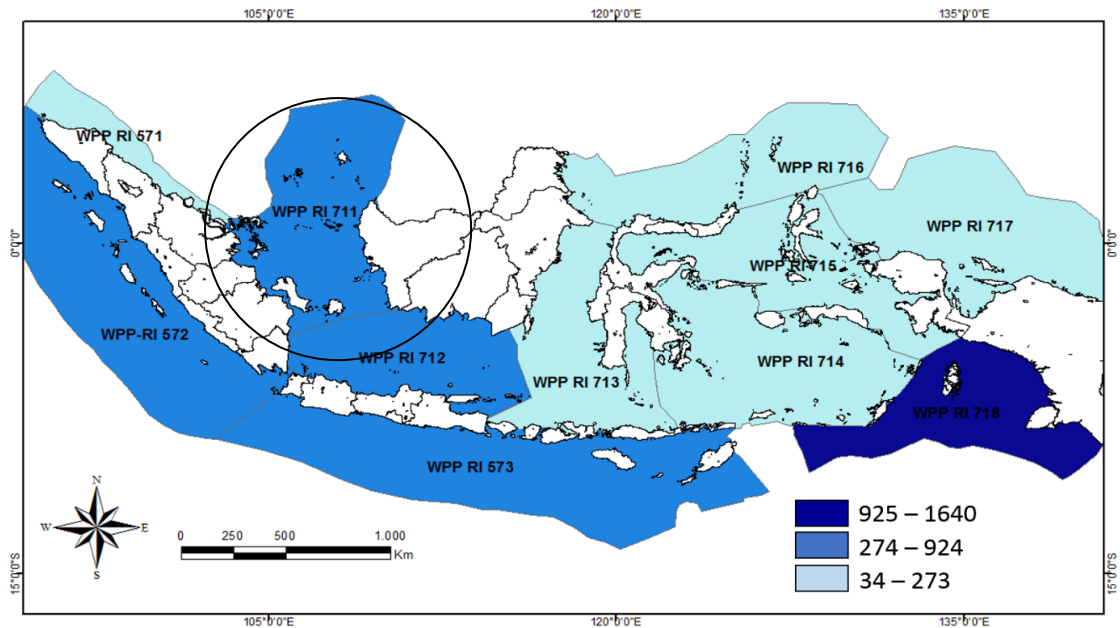 105°0'0"E 120°0'0"E 135°0'0"E
WPP RI 571
WPP RI 716
WPP RI 711
WPP RI 717
0°0'0" 0°0'0"
WPP RI 715
WPP-RI 572
WPP RI 712
WPP RI 714
WPP RI 713
WPP RI 718
WPP RI 573
N
W E
S
0 250 500 1.000
Km
925 – 1640
274 – 924
34 – 273
15°0'0"S 15°0'0"S
105°0'0"E 120°0'0"E 135°0'0"E